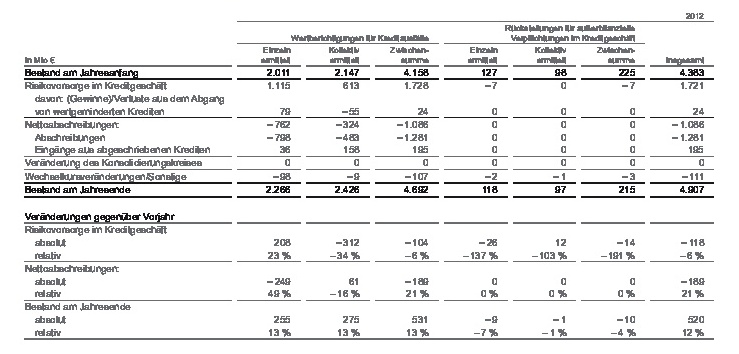 2012
Wertberichtigungen für Kreditausfälle Rückstellungen für außerbilanzielle Verpflichtungen im Kreditgeschäft
in Mio € Einzeln ermittelt Kollektiv ermittelt Zwischen-summe Einzeln ermittelt Kollektiv ermittelt Zwischen-summe Insgesamt
Bestand am Jahresanfang 2.011 2.147 4.158 127 98 225 4.383
Risikovorsorge im Kreditgeschäft 1.115 613 1.728 –7 0 –7 1.721
davon: (Gewinne)/Verluste aus dem Abgang
von wertgeminderten Krediten 79 –55 24 0 0 0 24
Nettoabschreibungen: –762 –324 –1.086 0 0 0 –1.086
Abschreibungen –798 –483 –1.281 0 0 0 –1.281
Eingänge aus abgeschriebenen Krediten 36 158 195 0 0 0 195
Veränderung des Konsolidierungskreises 0 0 0 0 0 0 0
Wechselkursveränderungen/Sonstige –98 –9 –107 –2 –1 –3 –111
Bestand am Jahresende 2.266 2.426 4.692 118 97 215 4.907
Veränderungen gegenüber Vorjahr
Risikovorsorge im Kreditgeschäft
absolut 208 –312 –104 –26 12 –14 –118
relativ 23 % –34 % –6 % –137 % –103 % –191 % –6 %
Nettoabschreibungen:
absolut –249 61 –189 0 0 0 –189
relativ 49 % –16 % 21 % 0 % 0 % 0 % 21 %
Bestand am Jahresende
absolut 255 275 531 –9 –1 –10 520
relativ 13 % 13 % 13 % –7 % –1 % –4 % 12 %